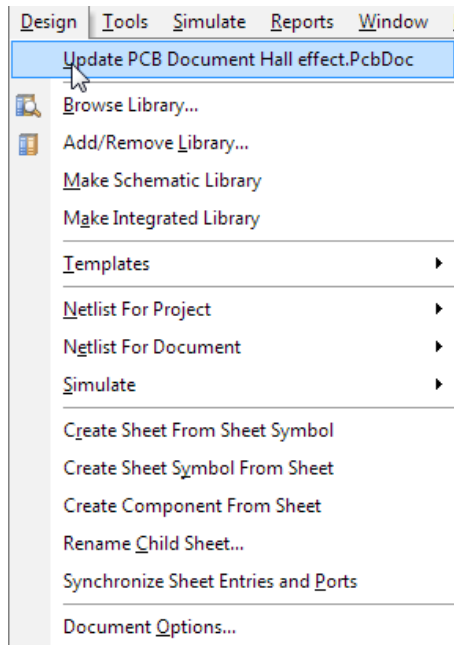 Design Tools Simulate Reports Window
Update PCB Document Hall effect.PcbDoc
Browse Library...
Add/Remove Library...
Make Schematic Library
Make Integrated Library
Templates
Netlist For Project
Netlist For Document
Simulate
Create Sheet From Sheet Symbol
Create Sheet Symbol From Sheet
Create Component From Sheet
Rename Child Sheet...
Synchronize Sheet Entries and Ports
Document Options...